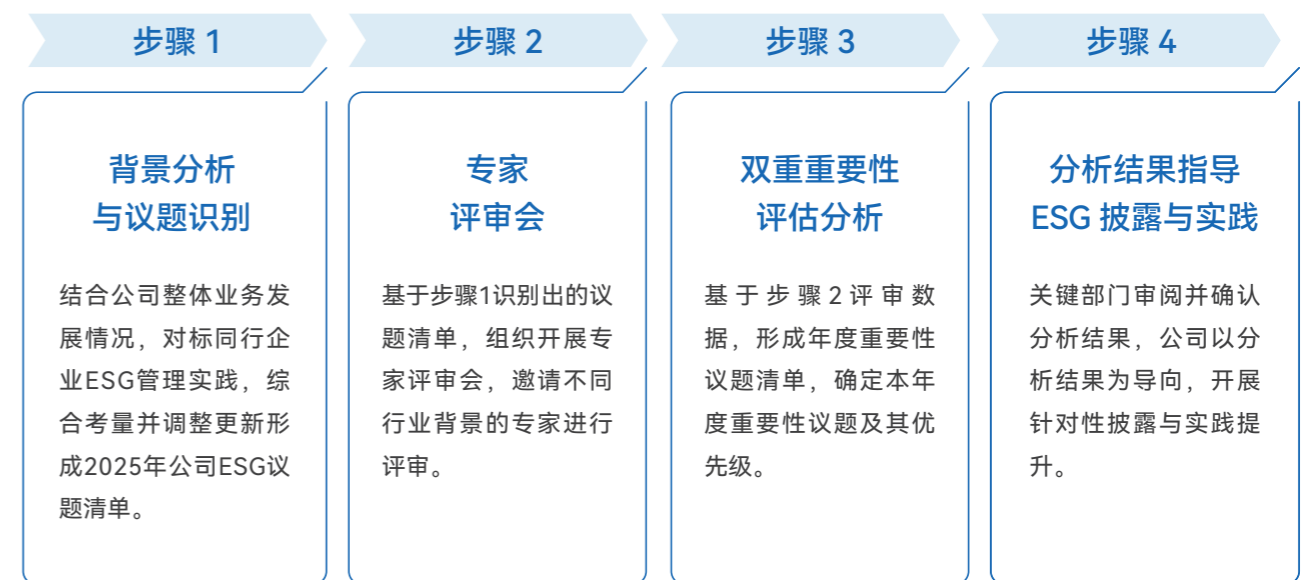 步骤 1
背景分析
与议题识别
结合公司整体业务发
展情况，对标同行企
业ESG管理实践，综
合考量并调整更新形
成2025年公司ESG议
题清单。
步骤 2
专家
评审会
基于步骤1识别出的议
题清单，组织开展专
家评审会，邀请不同
行业背景的专家进行
评审。
步骤 3
双重重要性
评估分析
基于步骤2评审数
据，形成年度重要性
议题清单，确定本年
度重要性议题及其优
先级。
步骤 4
分析结果指导
ESG 披露与实践
关键部门审阅并确认
分析结果，公司以分
析结果为导向，开展
针对性披露与实践提
升。